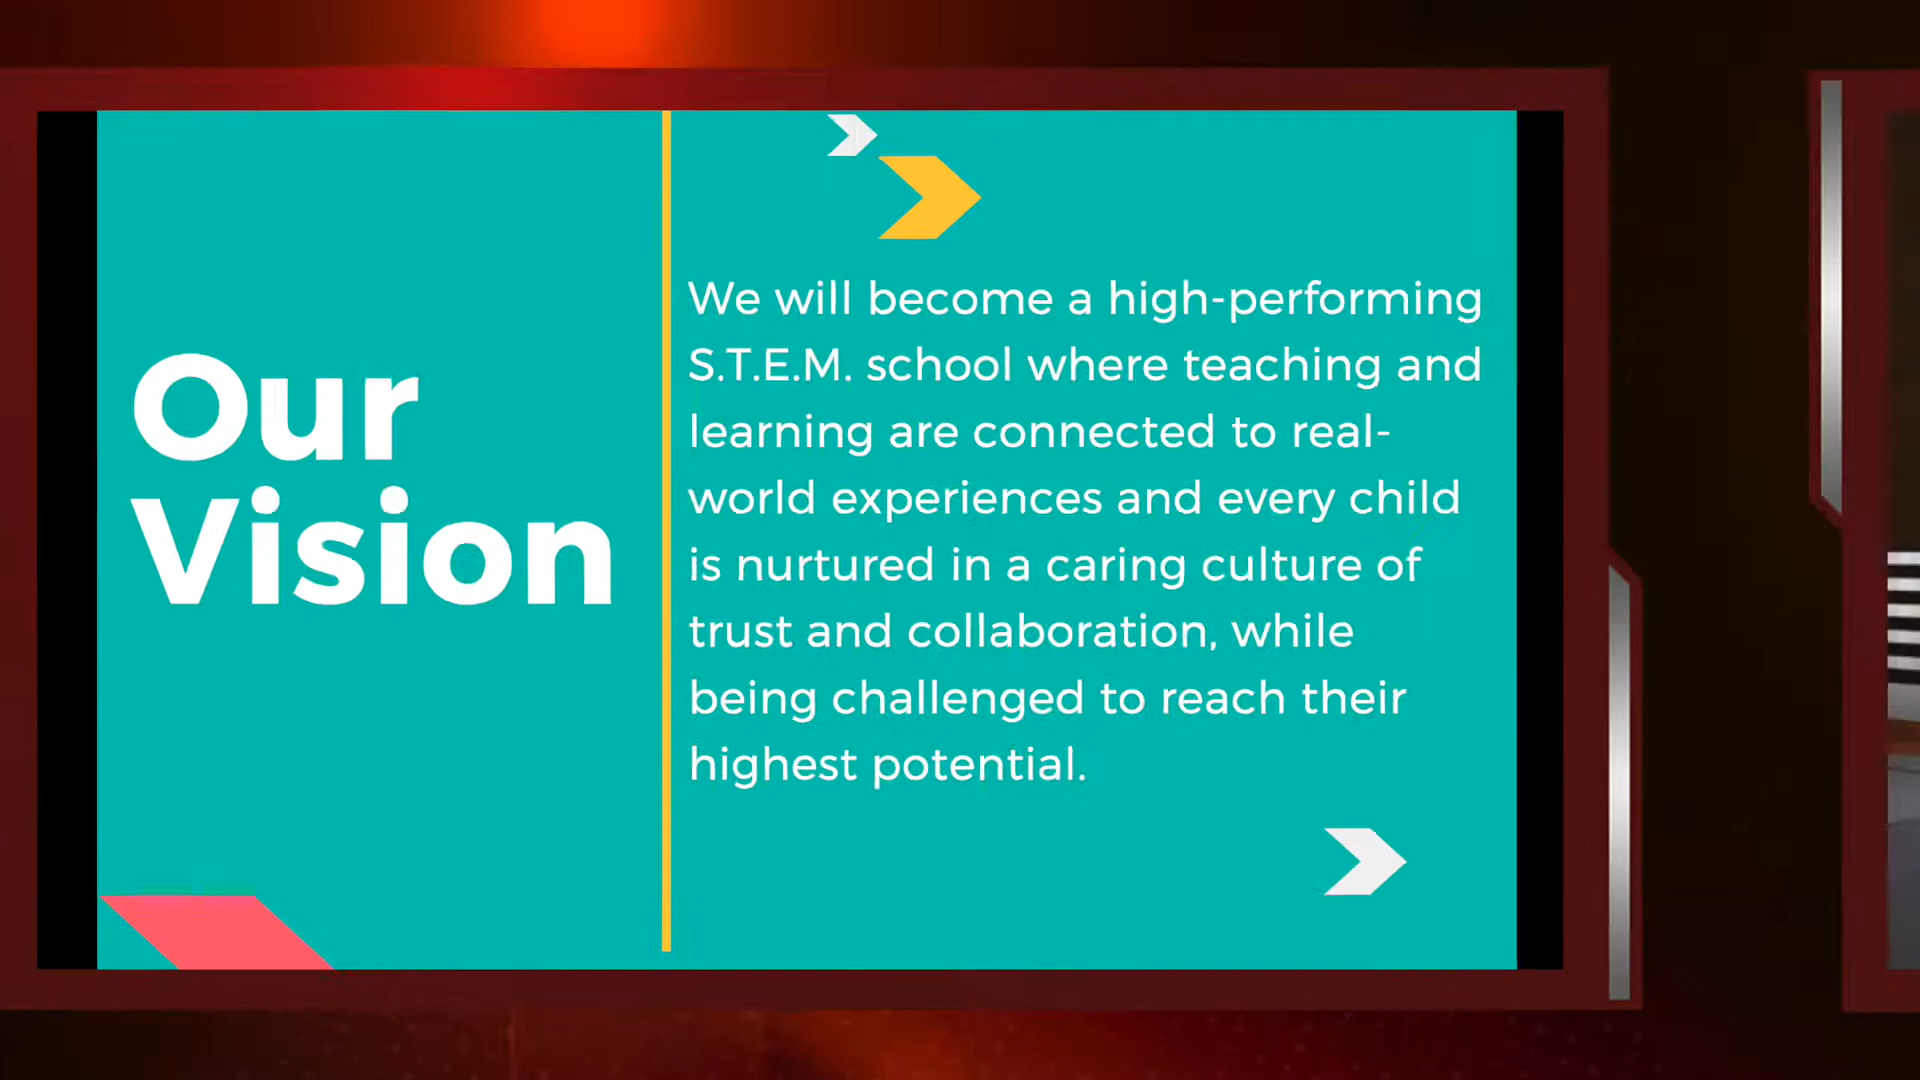 Our
Vision
We will become a high-performing
S.T.E.M. school where teaching and
learning are connected to real-
world experiences and every child
is nurtured in a caring culture of
trust and collaboration, while
being challenged to reach their
highest potential.